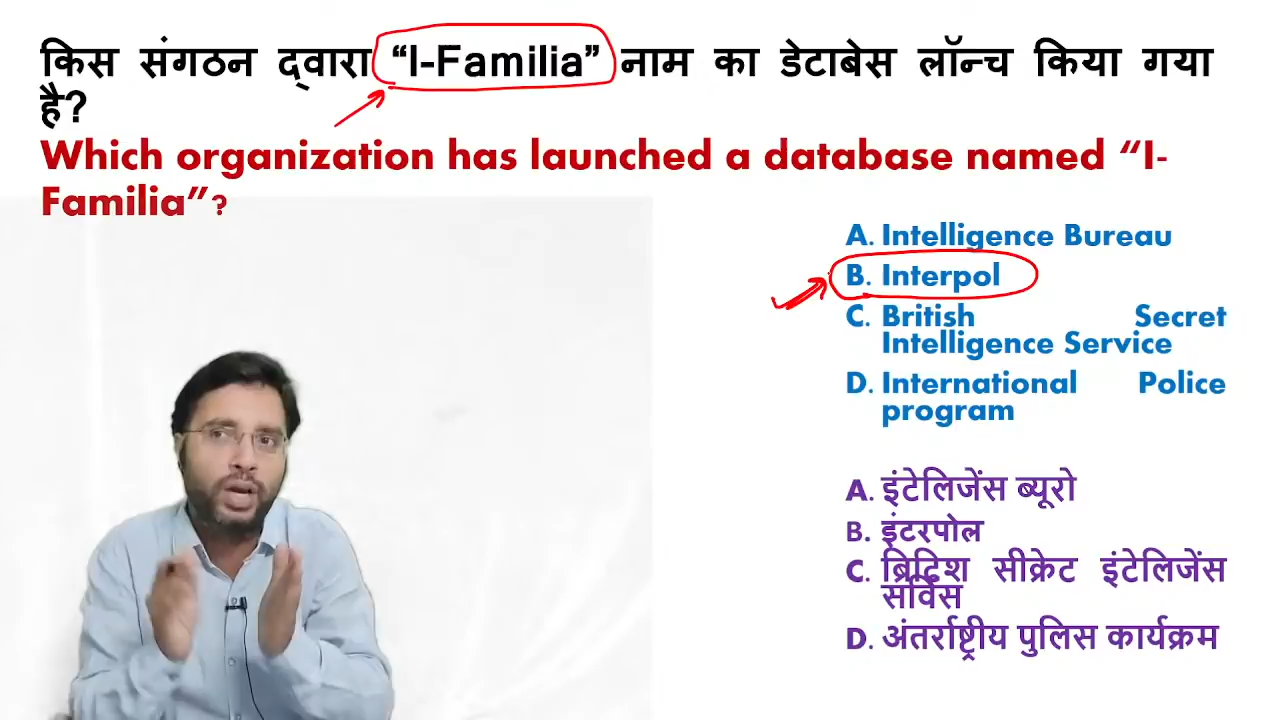 किस संगठन द्वारा “I-Familia” नाम का डेटाबेस लॉन्च किया गया
है?
Which organization has launched a database named “I-
Familia”?
A. Intelligence Bureau
B. Interpol
C. British Secret
Intelligence Service
D. International Police
program
A. इंटेलिजेंस ब्यूरो
B. इंटरपोल
C. ब्रिटिश सीक्रेट इंटेलिजेंस
सर्विस
D. अंतर्राष्ट्रीय पुलिस कार्यक्रम